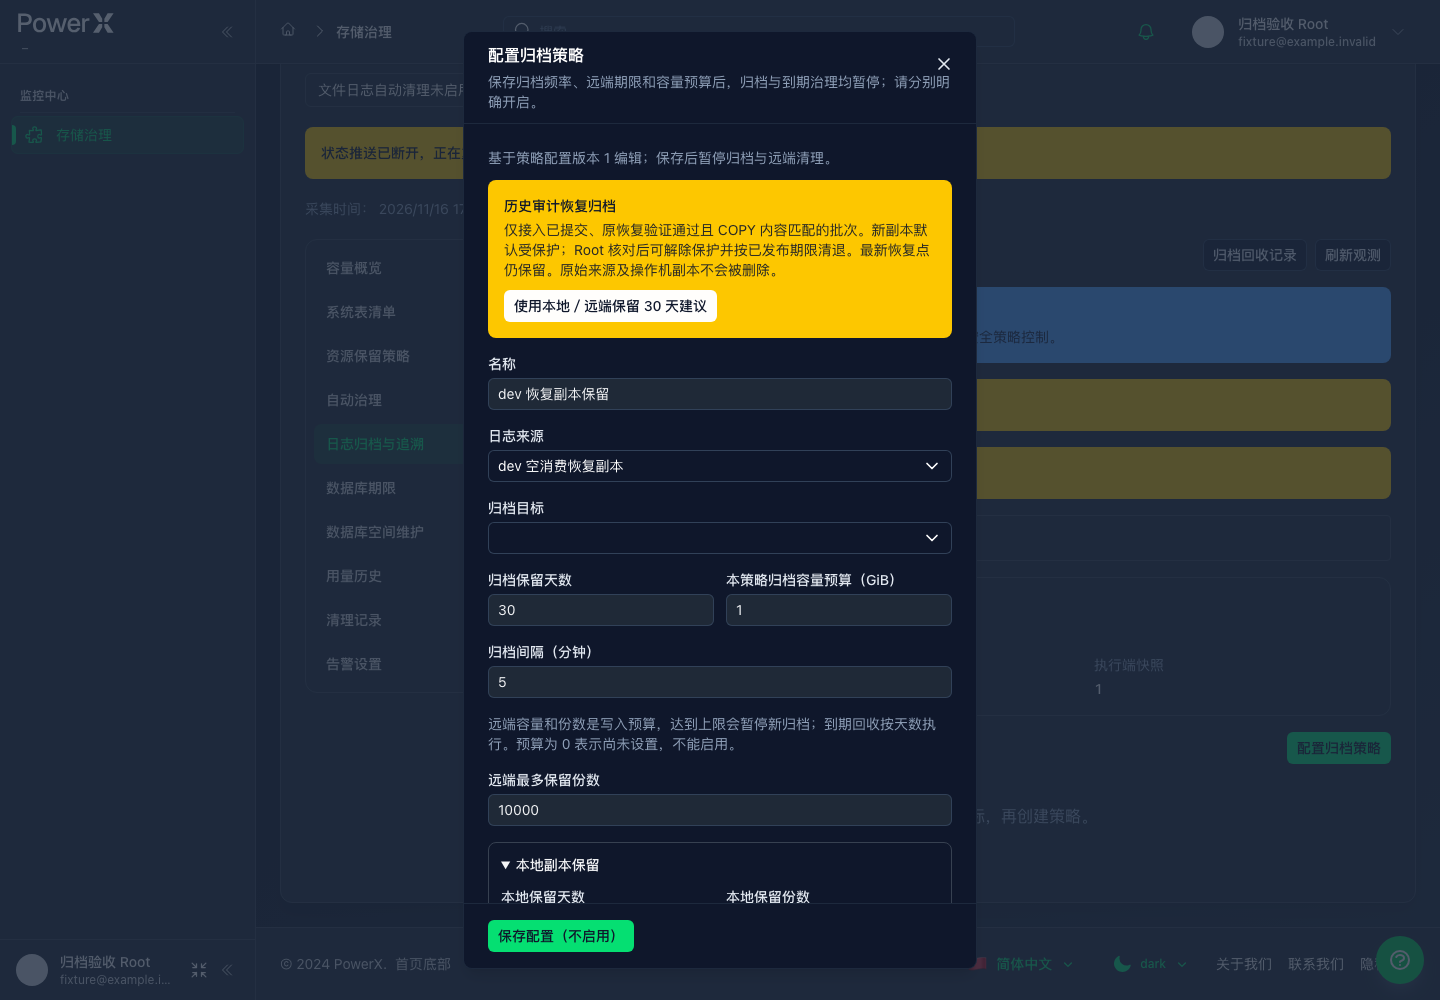 PowerX
存储治理
搜索
归档验收 Root
fixture@example.invalid
监控中心
存储治理
文件日志自动清理未启用
状态推送已断开，正在
采集时间： 2026/11/16 17
容量概览
系统表清单
资源保留策略
自动治理
日志归档与追溯
数据库期限
数据库空间维护
用量历史
清理记录
告警设置
归档回收记录
刷新观测
全策略控制。
执行端快照
1
配置归档策略
，再创建策略。
配置归档策略
保存归档频率、远端期限和容量预算后，归档与到期治理均暂停；请分别明
确开启。
基于策略配置版本 1 编辑；保存后暂停归档与远端清理。
历史审计恢复归档
仅接入已提交、原恢复验证通过且 COPY 内容匹配的批次。新副本默
认受保护；Root 核对后可解除保护并按已发布期限清退。最新恢复点
仍保留。原始来源及操作机副本不会被删除。
使用本地 / 远端保留 30 天建议
名称
dev 恢复副本保留
日志来源
dev 空消费恢复副本
归档目标
归档保留天数
本策略归档容量预算（GiB）
30
1
归档间隔（分钟）
5
远端容量和份数是写入预算，达到上限会暂停新归档；到期回收按天数执
行。预算为 0 表示尚未设置，不能启用。
远端最多保留份数
10000
本地副本保留
本地保留天数
本地保留份数
保存配置（不启用）
归档验收 Root
fixture@example.i...
© 2024 PowerX. 首页底部
简体中文
dark
关于我们
联系我们
隐